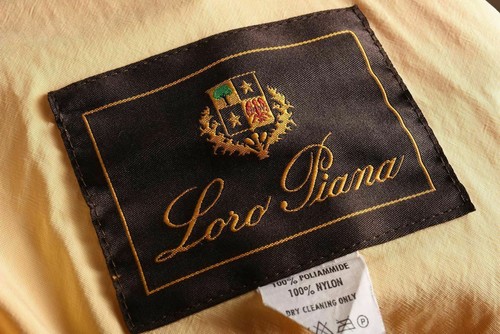 Loro Piana
100% POLIAMMIDE
100% NYLON
DRY CLEANING ONLY
P